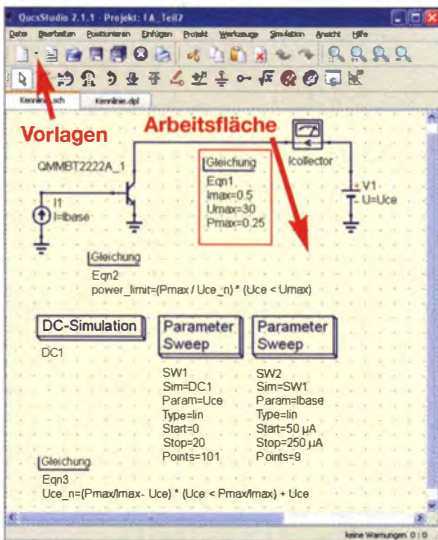 QucsStudio 2.1.1 - Projekt: FA_Teil2
Datei Bearbeiten Positionieren Einfügen Projekt Werkzeuge Simulation Ansicht Hilfe
Kennlinie.sch Kennlinie.dpl
Vorlagen
Arbeitsfläche
QMMBT2222A_1
Icollector
V1
U=Uce
I1
I=Ibase
Gleichung
Eqn1
Imax=0.5
Umax=30
Pmax=0.25
Gleichung
Eqn2
power_limit=(Pmax / Uce_n) * (Uce < Umax)
DC-Simulation
DC1
Parameter
Sweep
SW1
Sim=DC1
Param=Uce
Type=lin
Start=0
Stop=20
Points=101
Parameter
Sweep
SW2
Sim=SW1
Param=Ibase
Type=lin
Start=50 µA
Stop=250 µA
Points=9
Gleichung
Eqn3
Uce_n=(Pmax/Imax- Uce) * (Uce < Pmax/Imax) + Uce
keine Warnungen 0 : 0